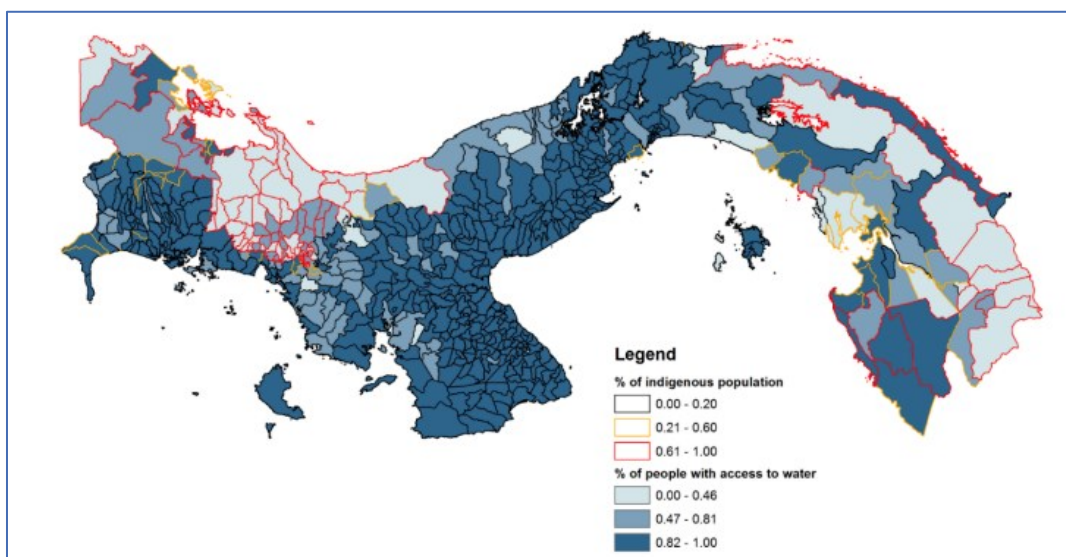 Legend
% of indigenous population
0.00 - 0.20
0.21 - 0.60
0.61 - 1.00
% of people with access to water
0.00 - 0.46
0.47 - 0.81
0.82 - 1.00